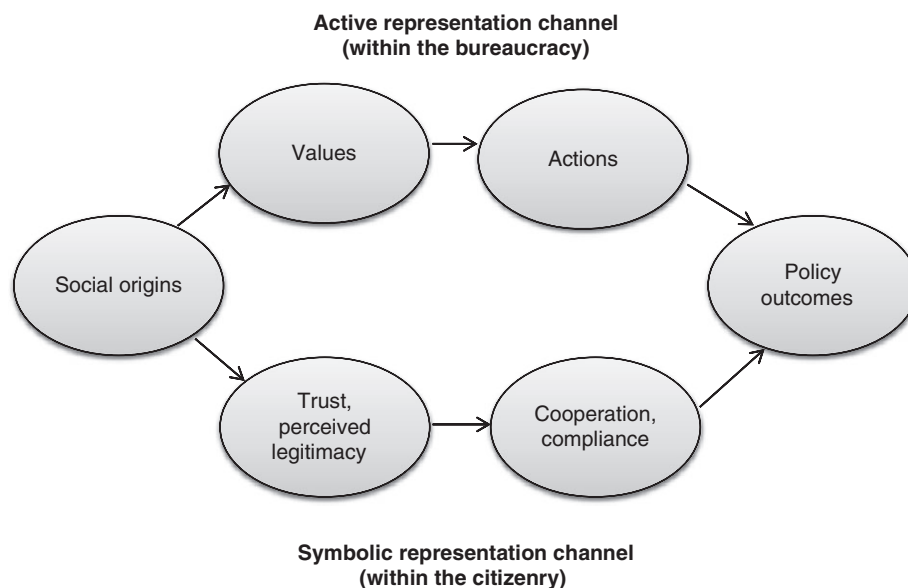 Active representation channel
(within the bureaucracy)
Values
Actions
Social origins
Policy
outcomes
Trust,
perceived
legitimacy
Cooperation,
compliance
Symbolic representation channel
(within the citizenry)